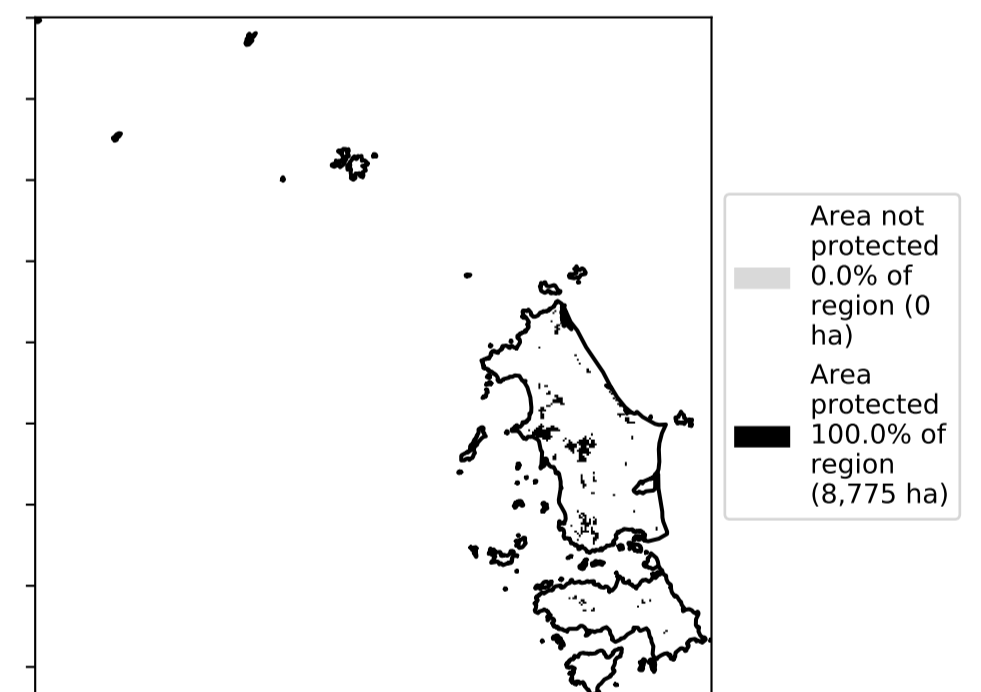 Area not
protected
0.0% of
region (0
ha)
Area
protected
100.0% of
region
(8,775 ha)